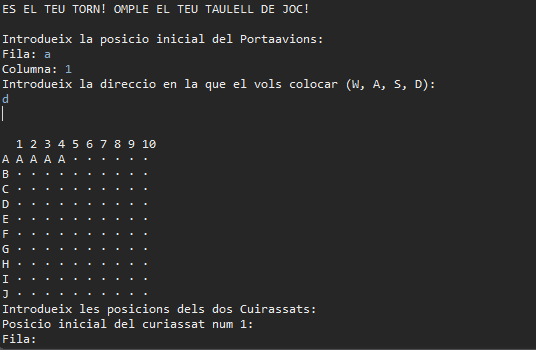 ES EL TEU TORN! OMPLE EL TEU TAULELL DE JOC!
Introdueix la posicio inicial del Portaavions:
Fila: a
Columna: 1
Introdueix la direccio en la que el vols colocar (W, A, S, D):
d
1 2 3 4 5 6 7 8 9 10
A A A A A · · · · · ·
B · · · · · · · · · ·
C · · · · · · · · · ·
D · · · · · · · · · ·
E · · · · · · · · · ·
F · · · · · · · · · ·
G · · · · · · · · · ·
H · · · · · · · · · ·
I · · · · · · · · · ·
J · · · · · · · · · ·
Introdueix les posicions dels dos Cuirassats:
Posicio inicial del curiassat num 1:
Fila: